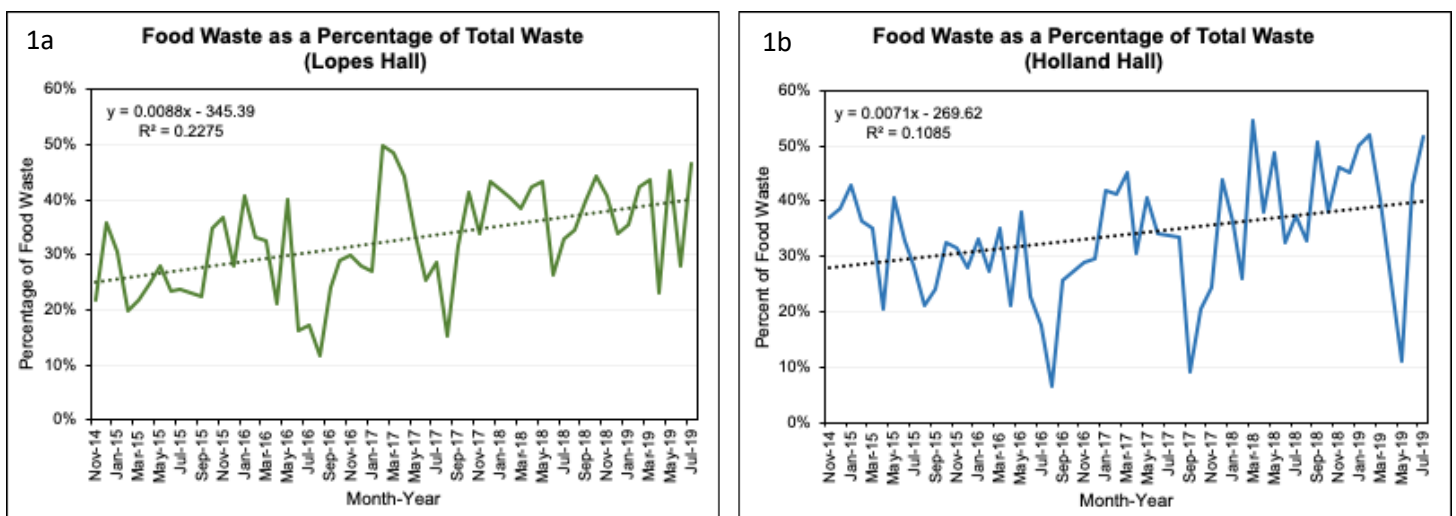 1a
Food Waste as a Percentage of Total Waste
(Lopes Hall)
y = 0.0088x - 345.39
R² = 0.2275
Percentage of Food Waste
60%
50%
40%
30%
20%
10%
0%
Nov-14
Jan-15
Mar-15
May-15
Jul-15
Sep-15
Nov-15
Jan-16
Mar-16
May-16
Jul-16
Sep-16
Nov-16
Jan-17
Mar-17
May-17
Jul-17
Sep-17
Nov-17
Jan-18
Mar-18
May-18
Jul-18
Sep-18
Nov-18
Jan-19
Mar-19
May-19
Jul-19
Month-Year
1b
Food Waste as a Percentage of Total Waste
(Holland Hall)
y = 0.0071x - 269.62
R² = 0.1085
Percent of Food Waste
60%
50%
40%
30%
20%
10%
0%
Nov-14
Jan-15
Mar-15
May-15
Jul-15
Sep-15
Nov-15
Jan-16
Mar-16
May-16
Jul-16
Sep-16
Nov-16
Jan-17
Mar-17
May-17
Jul-17
Sep-17
Nov-17
Jan-18
Mar-18
May-18
Jul-18
Sep-18
Nov-18
Jan-19
Mar-19
May-19
Jul-19
Month-Year